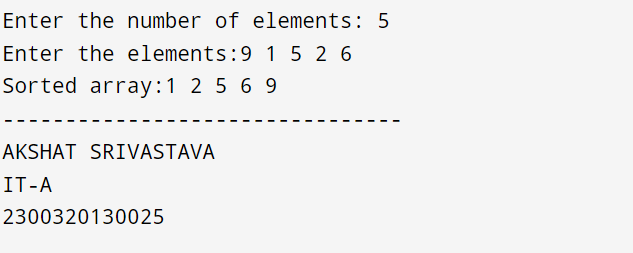 Enter the number of elements: 5
Enter the elements:9 1 5 2 6
Sorted array:1 2 5 6 9
--------------------------------
AKSHAT SRIVASTAVA
IT-A
2300320130025